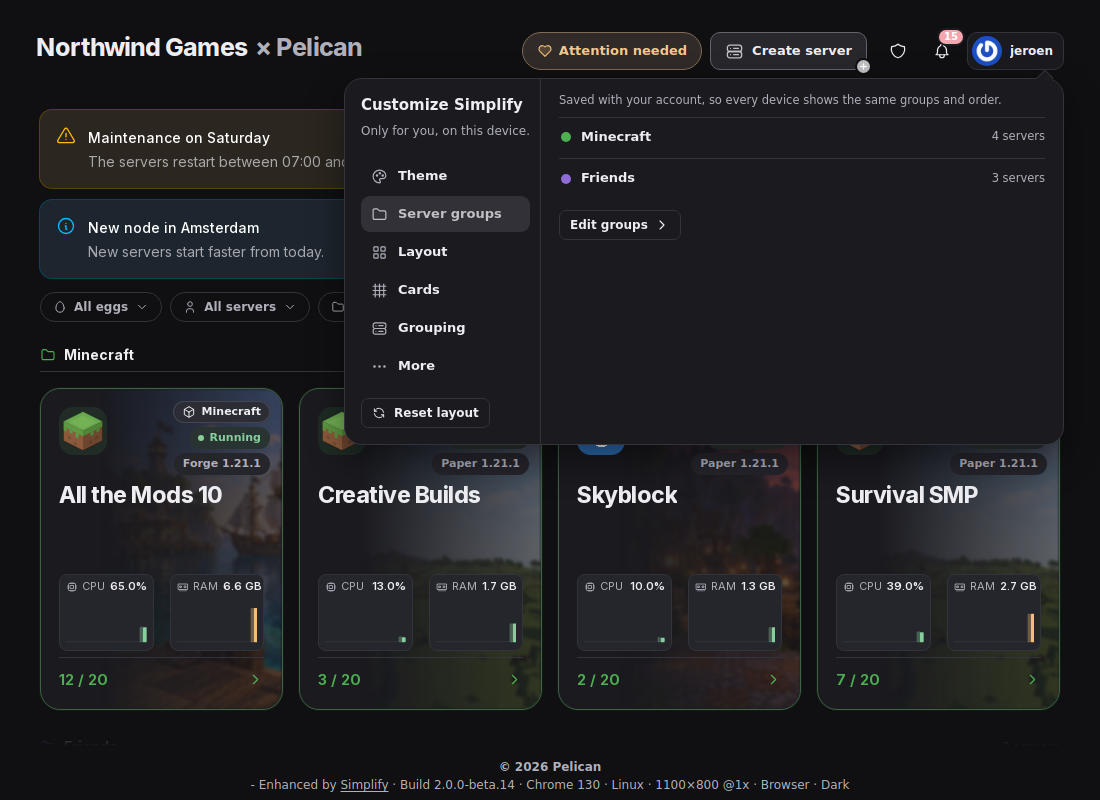 Northwind Games × Pelican
Attention needed
Create server
15
jeroen
Customize Simplify
Only for you, on this device.
Theme
Server groups
Layout
Cards
Grouping
More
Reset layout
Saved with your account, so every device shows the same groups and order.
Minecraft 4 servers
Friends 3 servers
Edit groups
Maintenance on Saturday
The servers restart between 07:00 and
New node in Amsterdam
New servers start faster from today.
All eggs
All servers
Minecraft
Minecraft
Running
Forge 1.21.1
All the Mods 10
CPU 65.0%
RAM 6.6 GB
12 / 20
Paper 1.21.1
Creative Builds
CPU 13.0%
RAM 1.7 GB
3 / 20
Paper 1.21.1
Skyblock
CPU 10.0%
RAM 1.3 GB
2 / 20
Paper 1.21.1
Survival SMP
CPU 39.0%
RAM 2.7 GB
7 / 20
Friends
© 2026 Pelican
- Enhanced by Simplify · Build 2.0.0-beta.14 · Chrome 130 · Linux · 1100×800 @1x · Browser · Dark